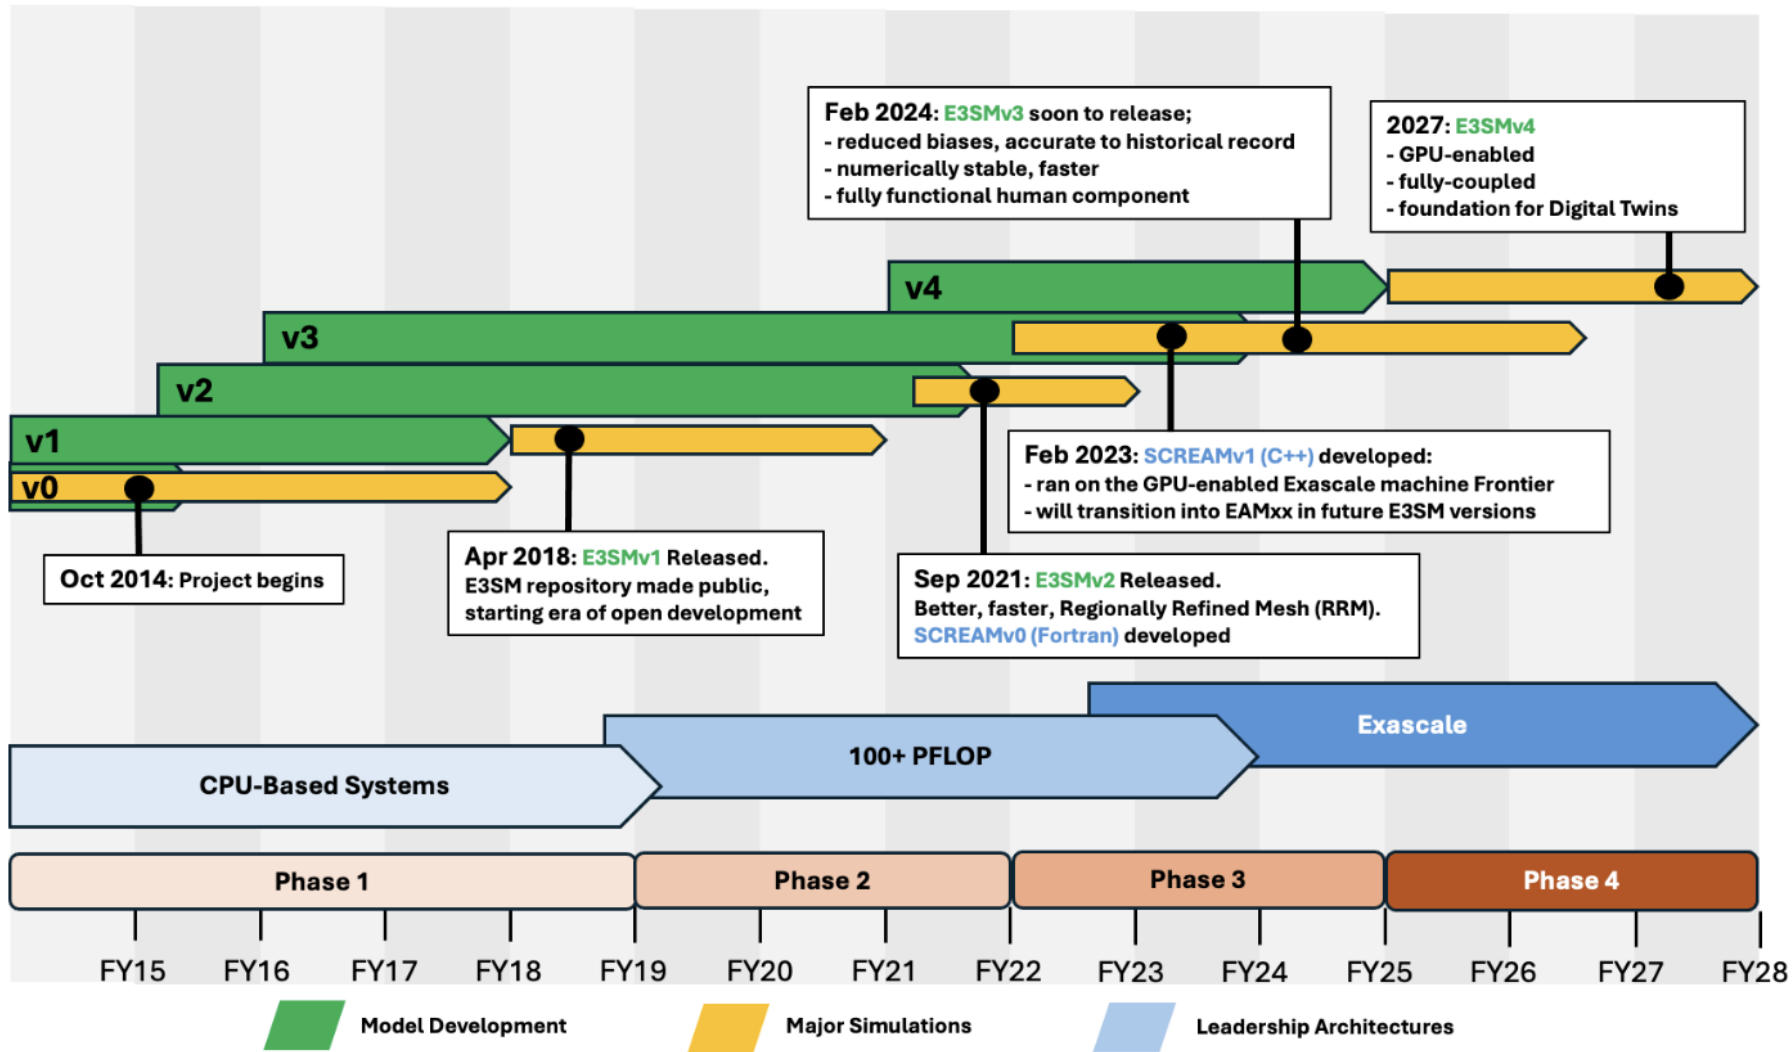 Feb 2024: E3SMv3 soon to release;
- reduced biases, accurate to historical record
- numerically stable, faster
- fully functional human component
2027: E3SMv4
- GPU-enabled
- fully-coupled
- foundation for Digital Twins
v4
v3
v2
v1
v0
Oct 2014: Project begins
Apr 2018: E3SMv1 Released.
E3SM repository made public,
starting era of open development
Feb 2023: SCREAMv1 (C++) developed:
- ran on the GPU-enabled Exascale machine Frontier
- will transition into EAMxx in future E3SM versions
Sep 2021: E3SMv2 Released.
Better, faster, Regionally Refined Mesh (RRM).
SCREAMv0 (Fortran) developed
Exascale
100+ PFLOP
CPU-Based Systems
Phase 1
Phase 2
Phase 3
Phase 4
FY15
FY16
FY17
FY18
FY19
FY20
FY21
FY22
FY23
FY24
FY25
FY26
FY27
FY28
Model Development
Major Simulations
Leadership Architectures